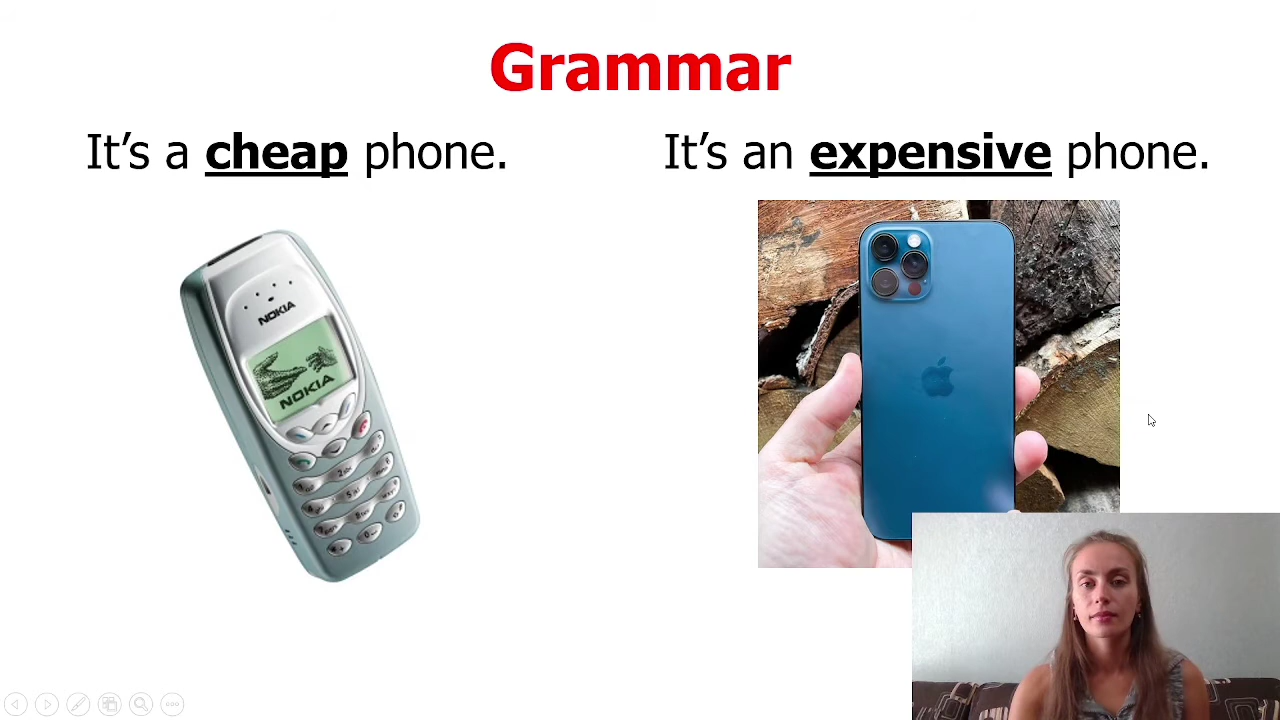 Grammar
It’s a cheap phone.
It’s an expensive phone.
NOKIA
NOKIA